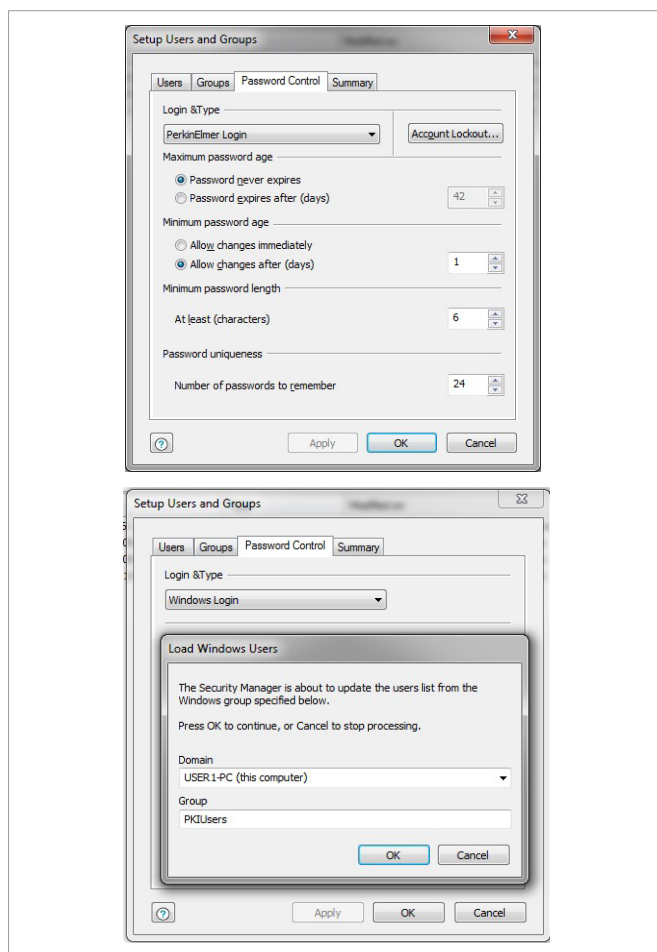 Setup Users and Groups
Users Groups Password Control Summary
Login &Type
PerkinElmer Login Account Lockout...
Maximum password age
Password never expires
Password expires after (days) 42
Minimum password age
Allow changes immediately
Allow changes after (days) 1
Minimum password length
At least (characters) 6
Password uniqueness
Number of passwords to remember 24
Apply OK Cancel
Setup Users and Groups
Users Groups Password Control Summary
Login &Type
Windows Login
Load Windows Users
The Security Manager is about to update the users list from the
Windows group specified below.
Press OK to continue, or Cancel to stop processing.
Domain
USER1-PC (this computer)
Group
PKIUsers
OK Cancel
Apply OK Cancel